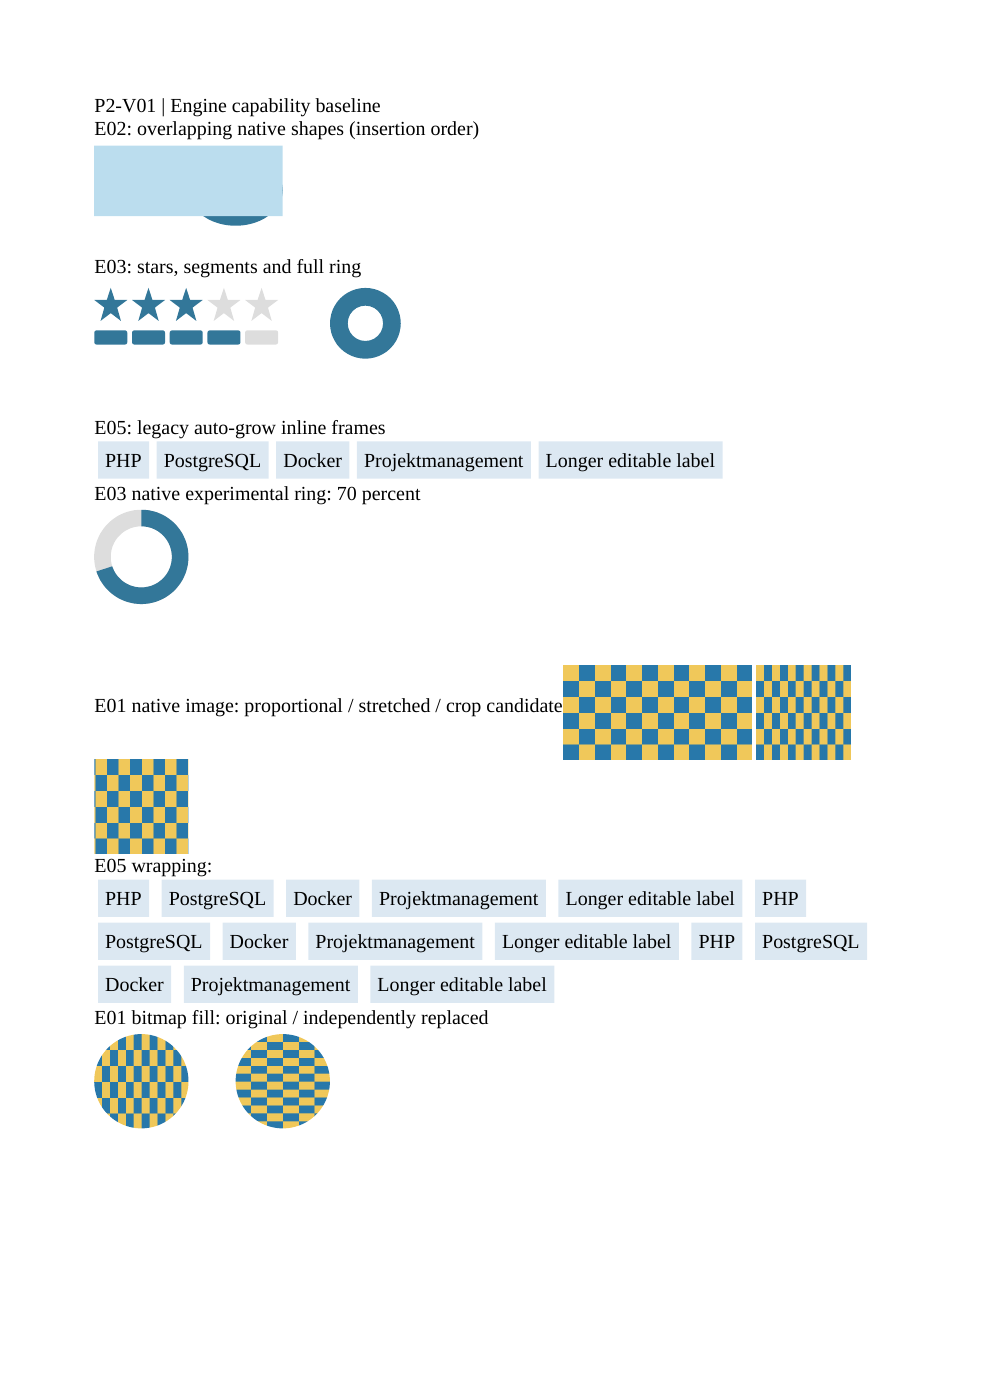 P2-V01 | Engine capability baseline
E02: overlapping native shapes (insertion order)
E03: stars, segments and full ring
E05: legacy auto-grow inline frames
PHP PostgreSQL Docker Projektmanagement Longer editable label
E03 native experimental ring: 70 percent
E01 native image: proportional / stretched / crop candidate
E05 wrapping:
PHP PostgreSQL Docker Projektmanagement Longer editable label PHP
PostgreSQL Docker Projektmanagement Longer editable label PHP PostgreSQL
Docker Projektmanagement Longer editable label
E01 bitmap fill: original / independently replaced